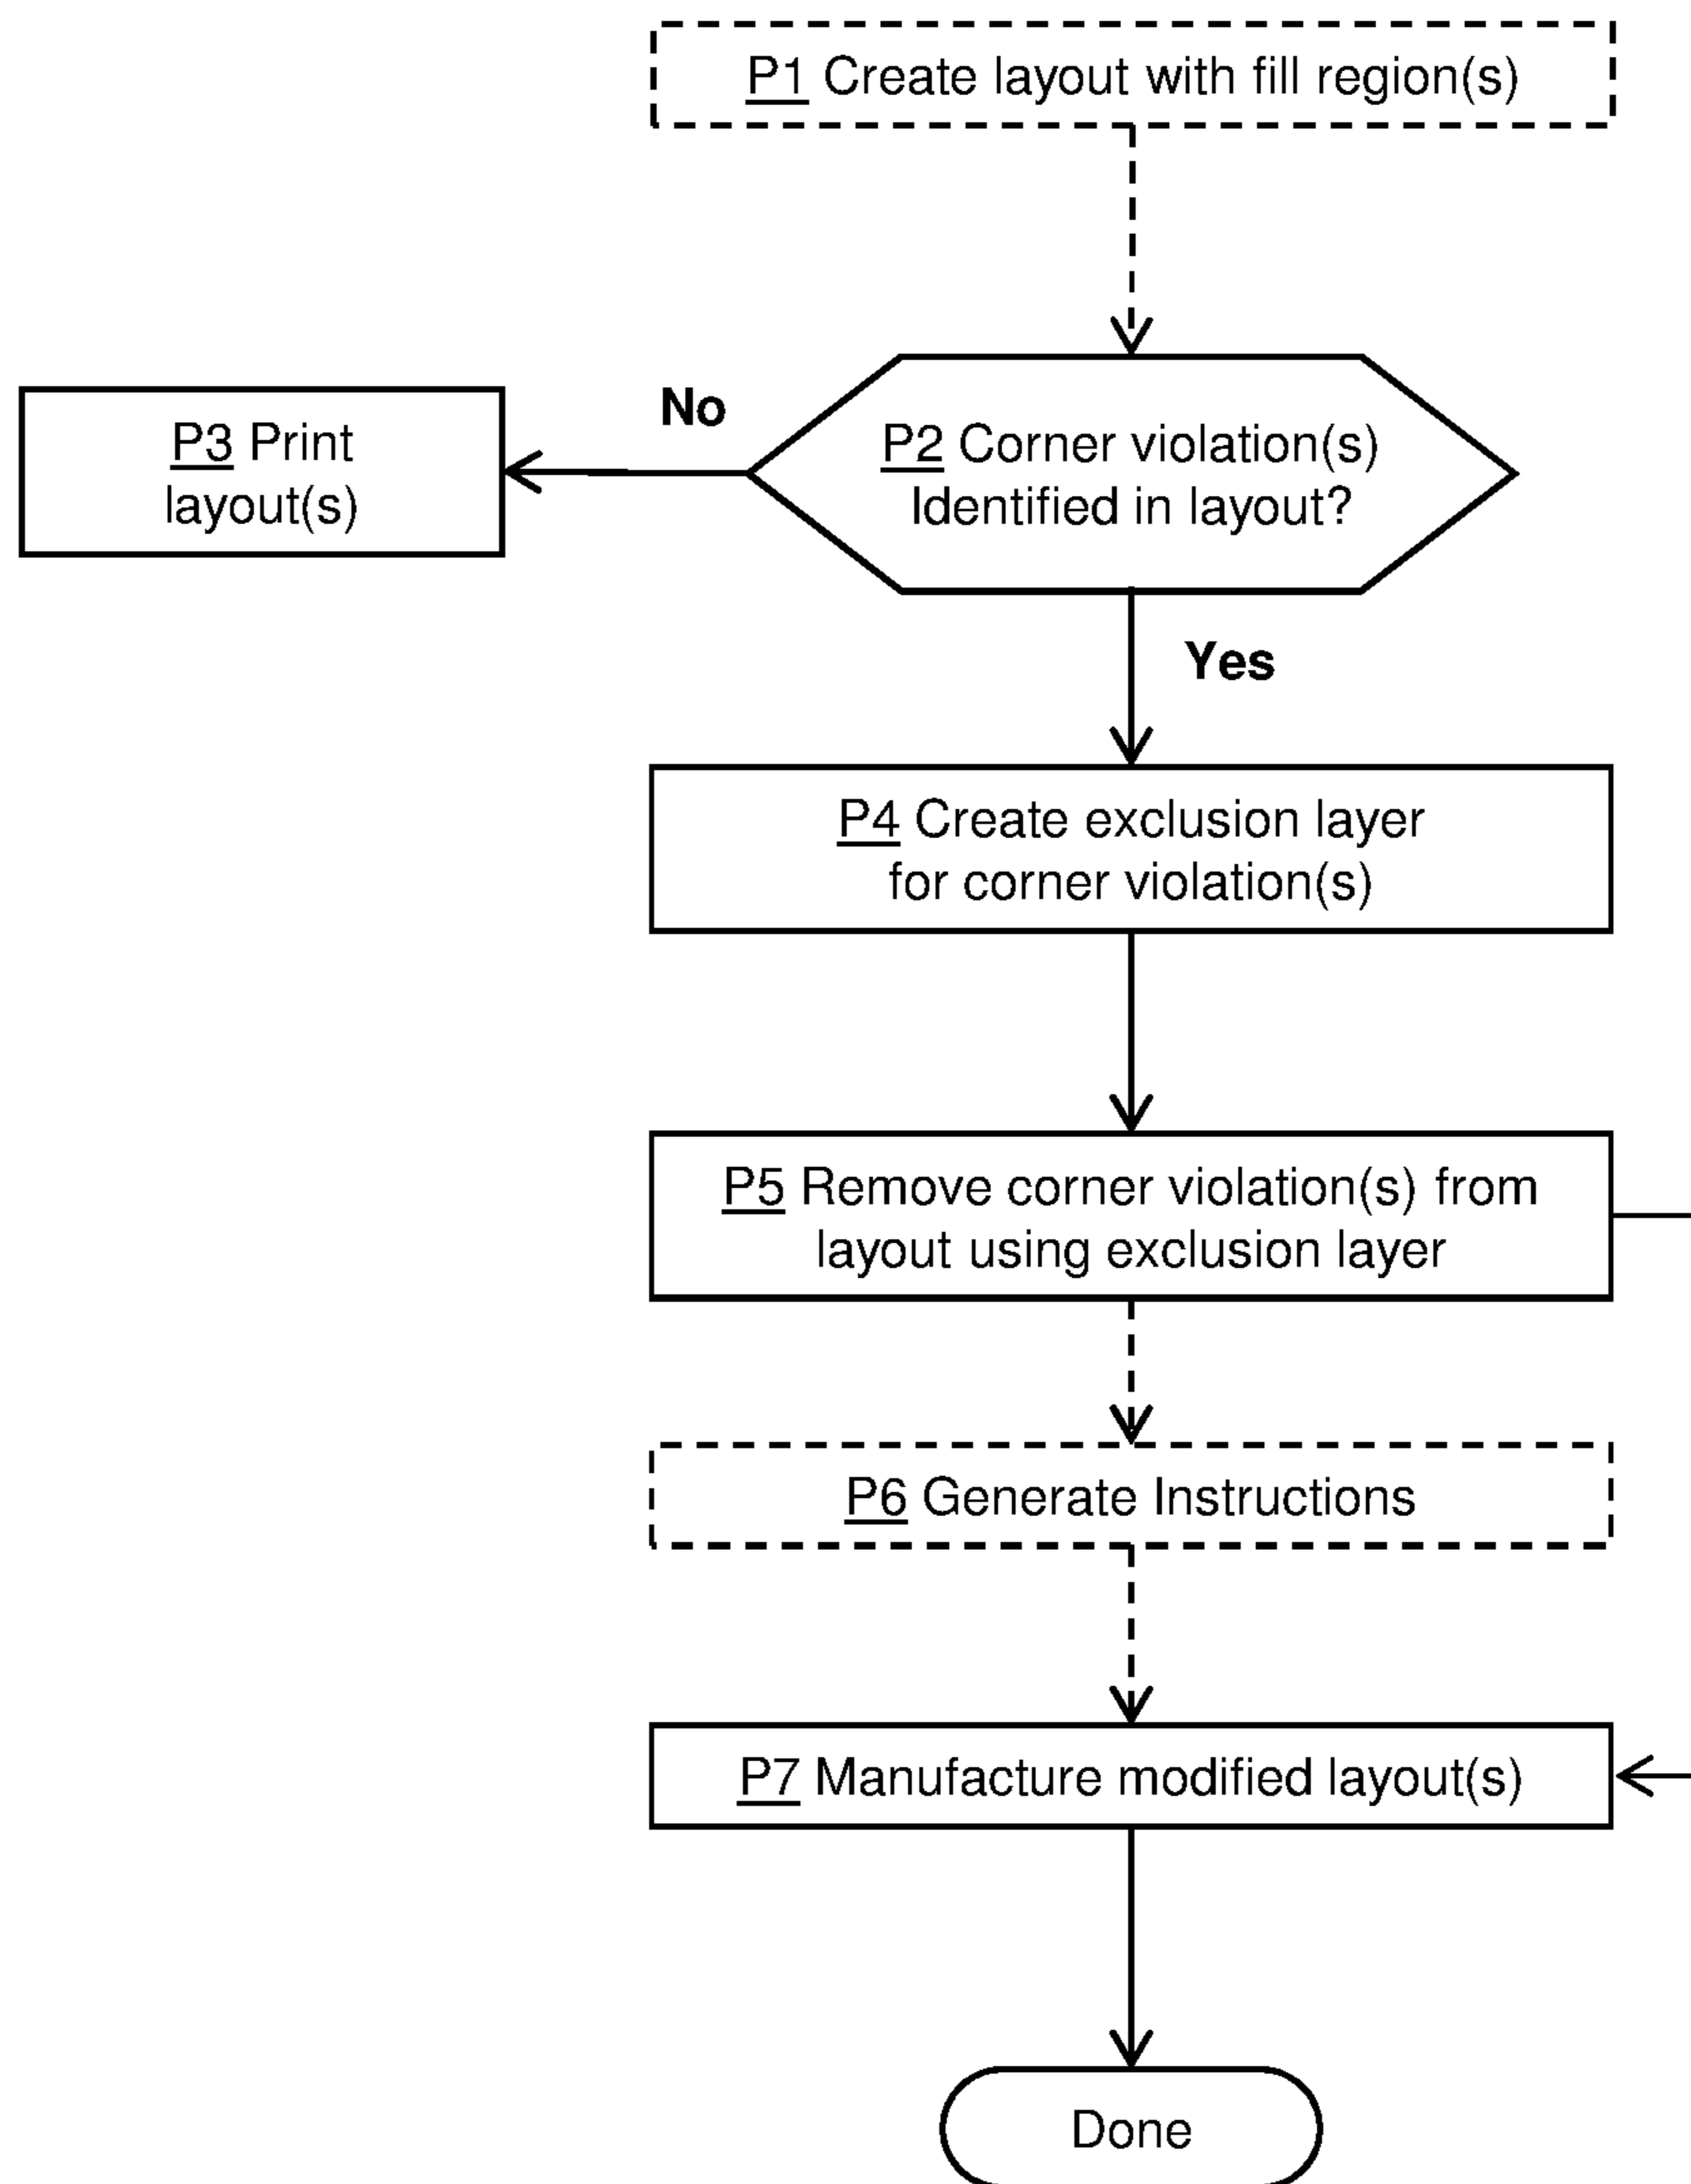 P1 Create layout with fill region(s)
No
P2 Corner violation(s)
Identified in layout?
P3 Print
layout(s)
Yes
P4 Create exclusion layer
for corner violation(s)
P5 Remove corner violation(s) from
layout using exclusion layer
P6 Generate Instructions
P7 Manufacture modified layout(s)
Done